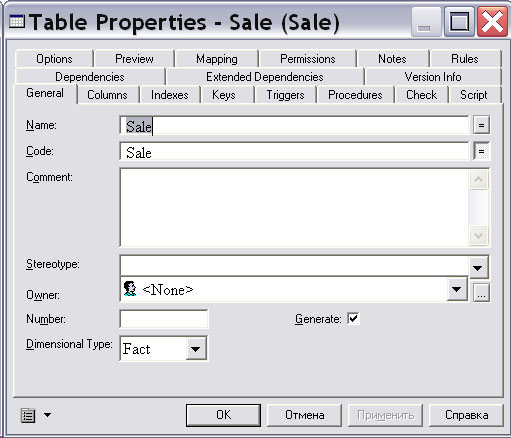 Table Properties - Sale (Sale)
Options Preview Mapping Permissions Notes Rules
Dependencies Extended Dependencies Version Info
General Columns Indexes Keys Triggers Procedures Check Script
Name: Sale =
Code: Sale =
Comment:
Stereotype:
Owner: <None> ...
Number: Generate:
Dimensional Type: Fact
OK Отмена Применить Справка